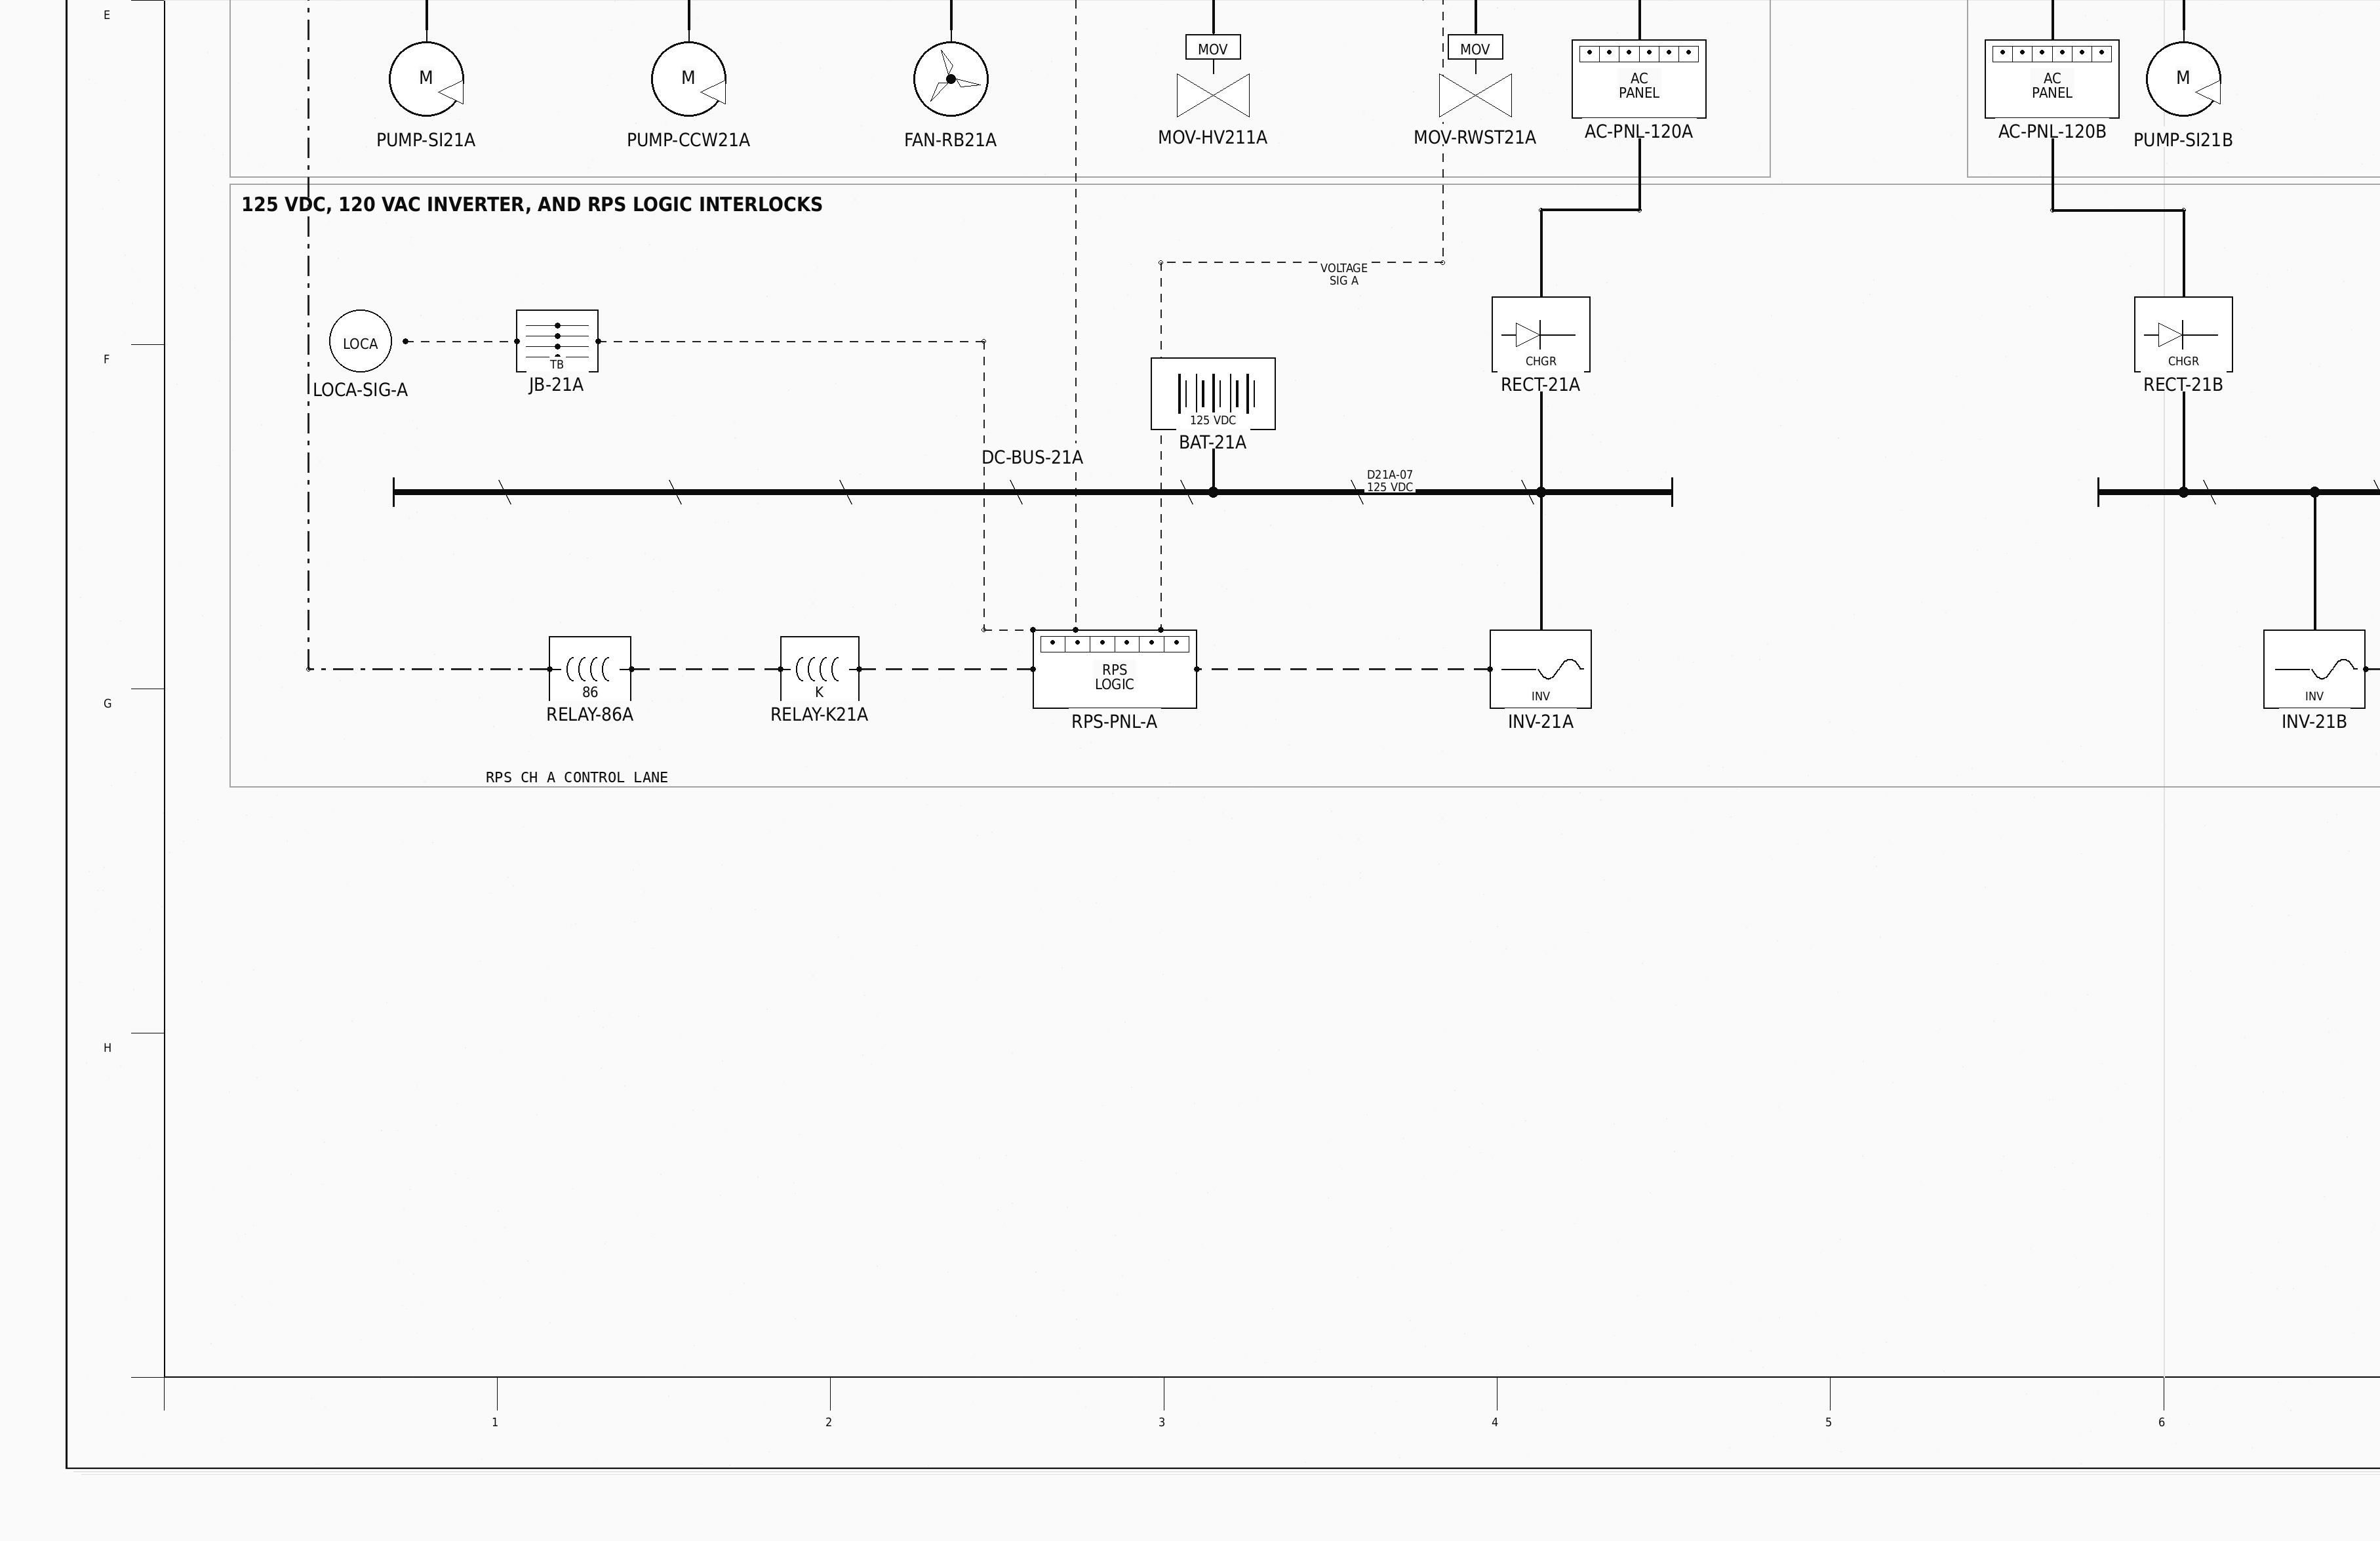 E
MOV
MOV
M
M
AC
PANEL
AC
PANEL
M
PUMP-SI21A
PUMP-CCW21A
FAN-RB21A
MOV-HV211A
MOV-RWST21A
AC-PNL-120A
AC-PNL-120B
PUMP-SI21B
125 VDC, 120 VAC INVERTER, AND RPS LOGIC INTERLOCKS
VOLTAGE
SIG A
F
LOCA
TB
CHGR
CHGR
LOCA-SIG-A
JB-21A
RECT-21A
RECT-21B
125 VDC
BAT-21A
DC-BUS-21A
D21A-07
125 VDC
86
K
RPS
LOGIC
INV
INV
G
RELAY-86A
RELAY-K21A
RPS-PNL-A
INV-21A
INV-21B
RPS CH A CONTROL LANE
H
1
2
3
4
5
6